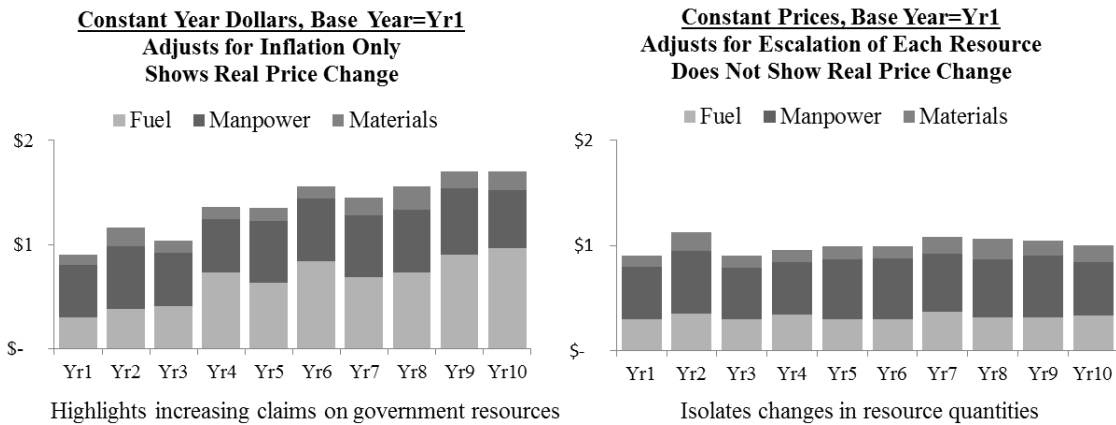 Constant Year Dollars, Base Year=Yr1
Adjusts for Inflation Only
Shows Real Price Change
Fuel Manpower Materials
$2
$1
$-
Yr1 Yr2 Yr3 Yr4 Yr5 Yr6 Yr7 Yr8 Yr9 Yr10
Highlights increasing claims on government resources
Constant Prices, Base Year=Yr1
Adjusts for Escalation of Each Resource
Does Not Show Real Price Change
Fuel Manpower Materials
$2
$1
$-
Yr1 Yr2 Yr3 Yr4 Yr5 Yr6 Yr7 Yr8 Yr9 Yr10
Isolates changes in resource quantities